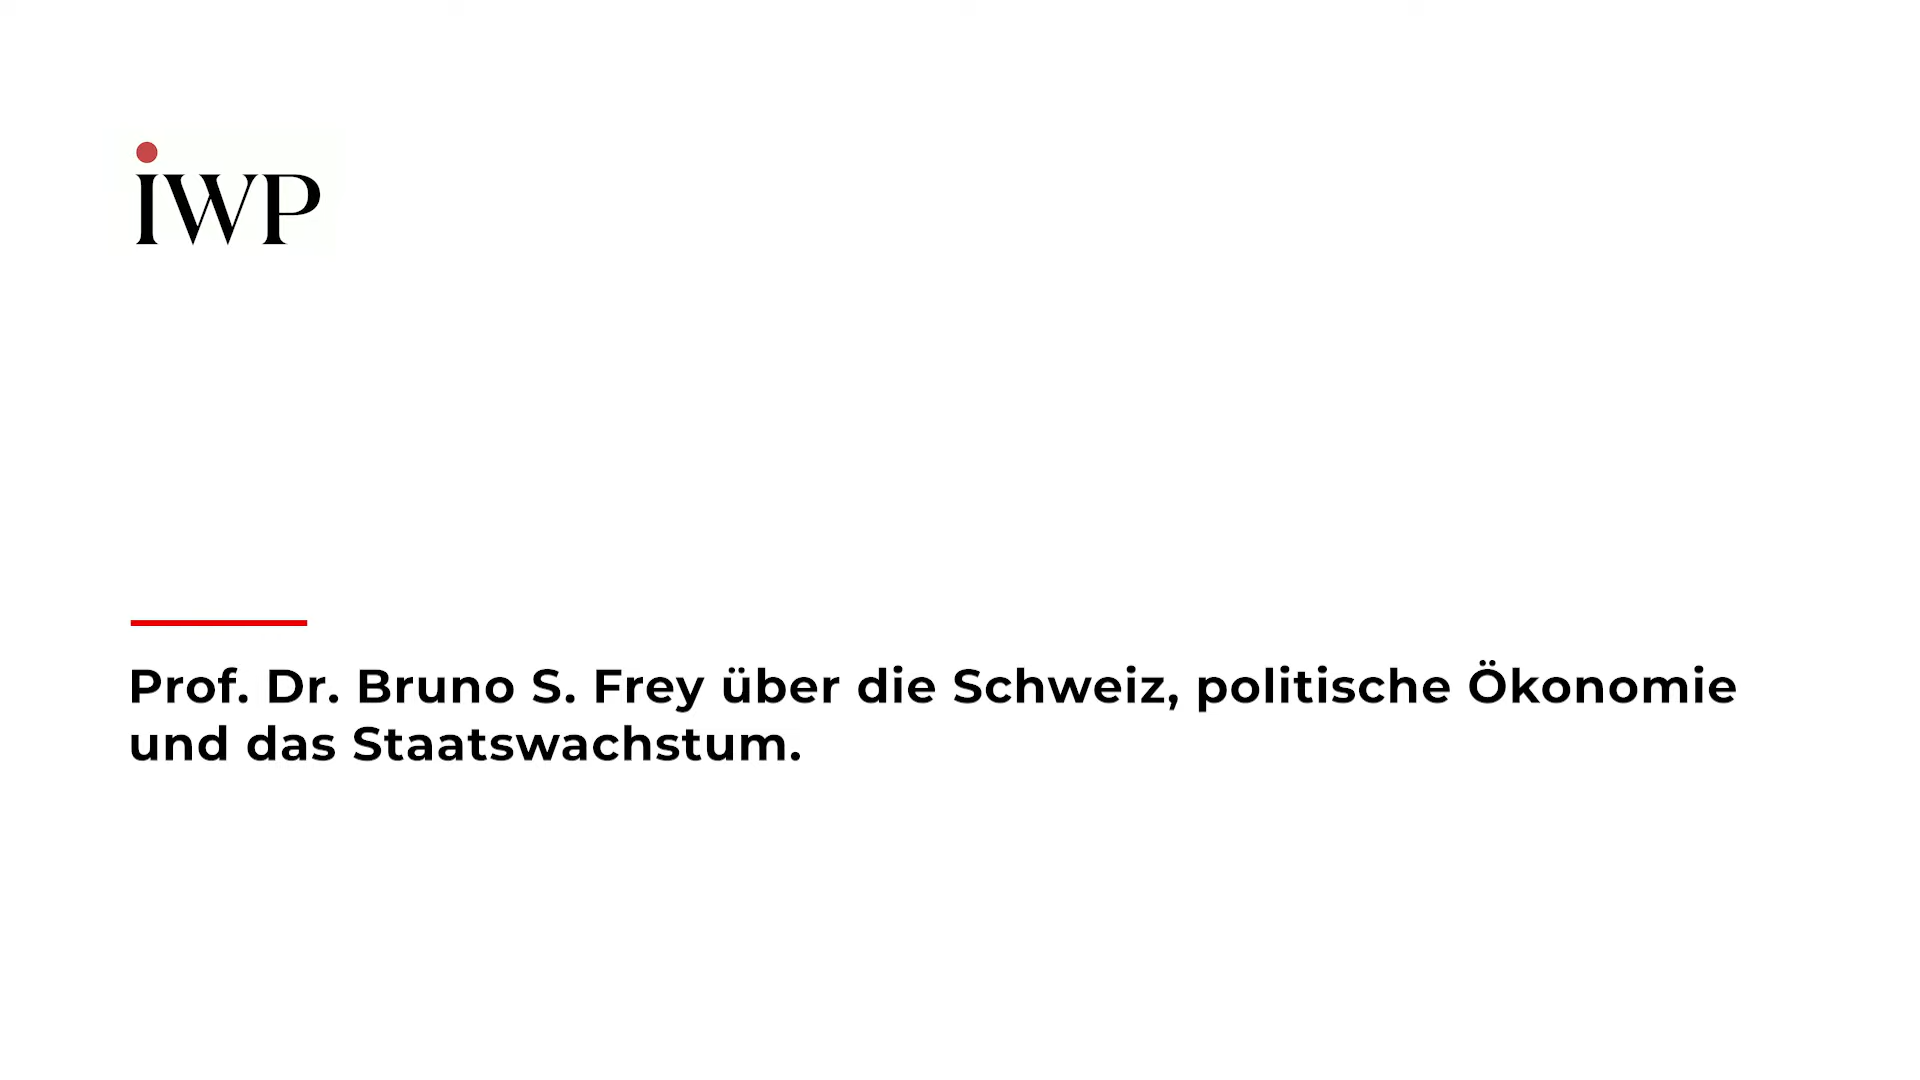 iWP
Prof. Dr. Bruno S. Frey über die Schweiz, politische Ökonomie
und das Staatswachstum.